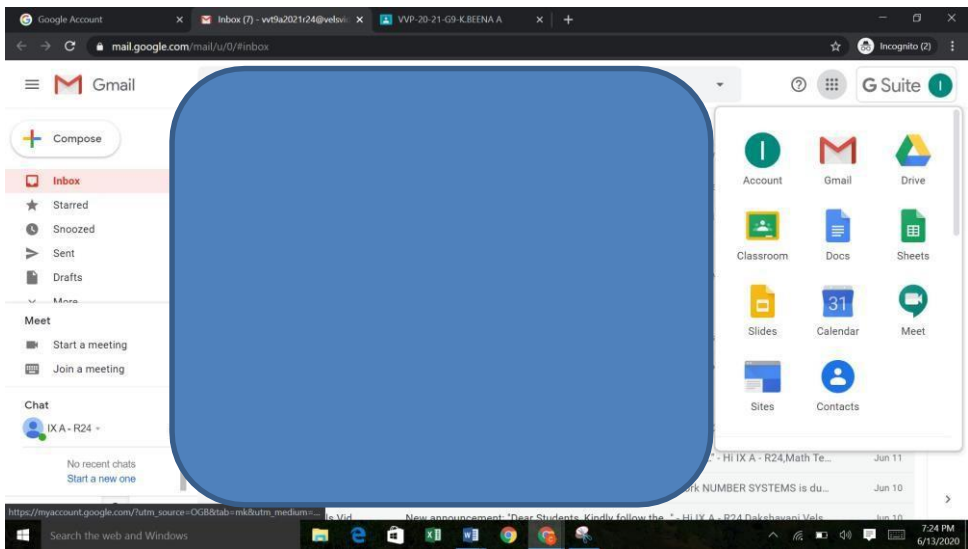 Google Account
Inbox (7) - vvt9a2021r24@velsvi
VVP-20-21-G9-K.BEENA A
mail.google.com/mail/u/0/#inbox
Incognito (2)
Gmail
G Suite
I
Compose
Inbox
Starred
Snoozed
Sent
Drafts
More
Meet
Start a meeting
Join a meeting
Chat
IX A - R24
No recent chats
Start a new one
I
Account
Gmail
Drive
Classroom
Docs
Sheets
Slides
31
Calendar
Meet
Sites
Contacts
." - Hi IX A - R24,Math Te... Jun 11
rk NUMBER SYSTEMS is du... Jun 10
ls Vid New announcement: "Dear Students, Kindly follow the..." - Hi IX A - R24 Dakshayani Vels Jun 10
https://myaccount.google.com/?utm_source=OGB&tab=mk&utm_medium=...
Search the web and Windows
7:24 PM
6/13/2020